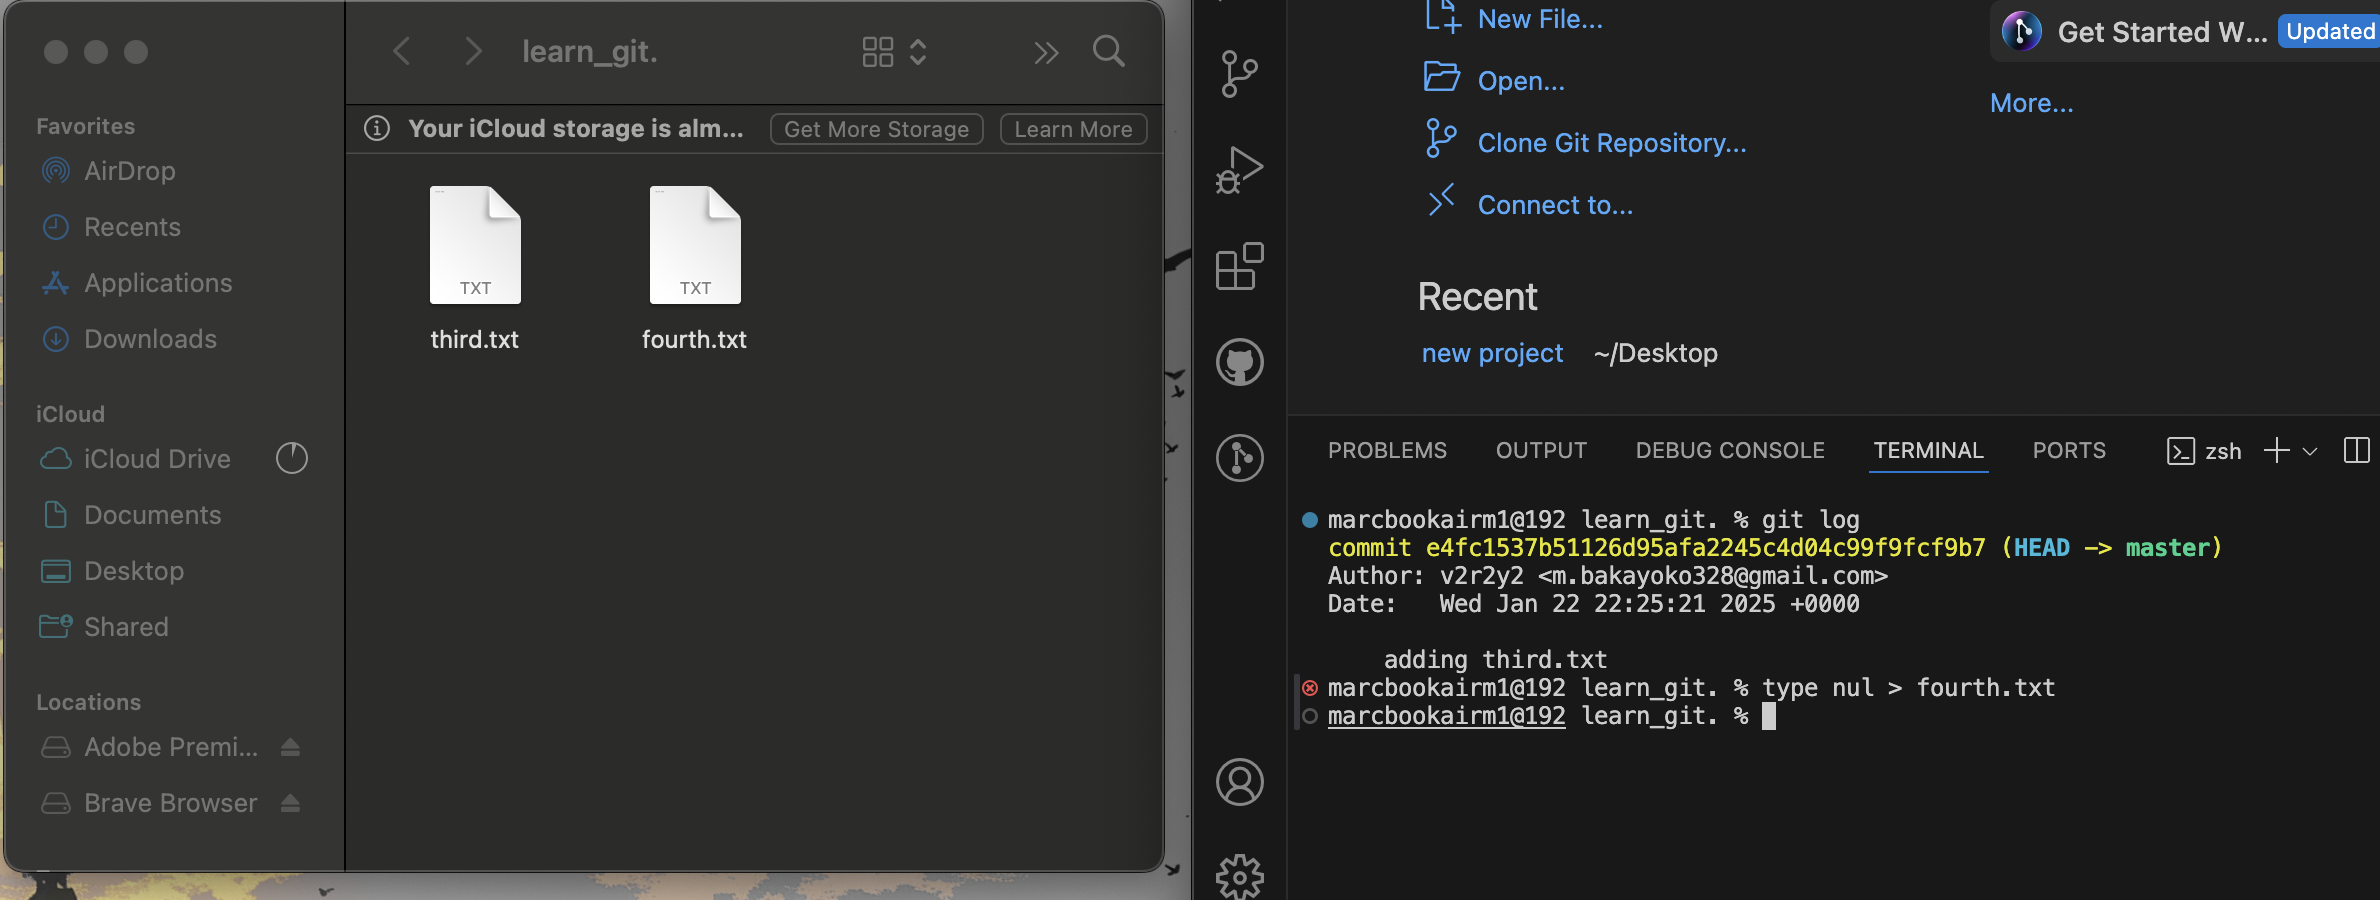 learn_git.
Favorites
AirDrop
Recents
Applications
Downloads
iCloud
iCloud Drive
Documents
Desktop
Shared
Locations
Adobe Premi...
Brave Browser
Your iCloud storage is alm...
Get More Storage
Learn More
TXT
third.txt
TXT
fourth.txt
New File...
Open...
Clone Git Repository...
Connect to...
Get Started W...
Updated
More...
Recent
new project ~/Desktop
PROBLEMS OUTPUT DEBUG CONSOLE TERMINAL PORTS zsh
marcbookairm1@192 learn_git. % git log
commit e4fc1537b51126d95afa2245c4d04c99f9fcf9b7 (HEAD -> master)
Author: v2r2y2 <m.bakayoko328@gmail.com>
Date:   Wed Jan 22 22:25:21 2025 +0000
adding third.txt
marcbookairm1@192 learn_git. % type nul > fourth.txt
marcbookairm1@192 learn_git. %